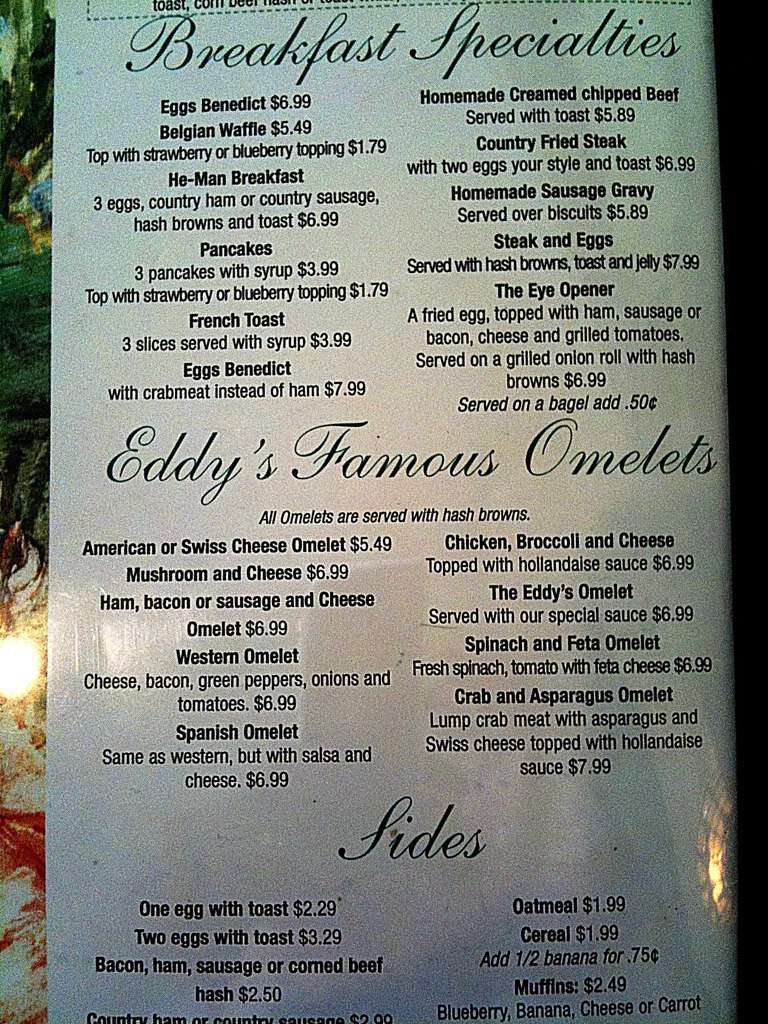 toast, corn beef hash or
Breakfast Specialties
Eggs Benedict $6.99
Belgian Waffle $5.49
Top with strawberry or blueberry topping $1.79
He-Man Breakfast
3 eggs, country ham or country sausage,
hash browns and toast $6.99
Pancakes
3 pancakes with syrup $3.99
Top with strawberry or blueberry topping $1.79
French Toast
3 slices served with syrup $3.99
Eggs Benedict
with crabmeat instead of ham $7.99
Homemade Creamed chipped Beef
Served with toast $5.89
Country Fried Steak
with two eggs your style and toast $6.99
Homemade Sausage Gravy
Served over biscuits $5.89
Steak and Eggs
Served with hash browns, toast and jelly $7.99
The Eye Opener
A fried egg, topped with ham, sausage or
bacon, cheese and grilled tomatoes.
Served on a grilled onion roll with hash
browns $6.99
Served on a bagel add .50¢
Eddy's Famous Omelets
All Omelets are served with hash browns.
American or Swiss Cheese Omelet $5.49
Mushroom and Cheese $6.99
Ham, bacon or sausage and Cheese
Omelet $6.99
Western Omelet
Cheese, bacon, green peppers, onions and
tomatoes. $6.99
Spanish Omelet
Same as western, but with salsa and
cheese. $6.99
Chicken, Broccoli and Cheese
Topped with hollandaise sauce $6.99
The Eddy's Omelet
Served with our special sauce $6.99
Spinach and Feta Omelet
Fresh spinach, tomato with feta cheese $6.99
Crab and Asparagus Omelet
Lump crab meat with asparagus and
Swiss cheese topped with hollandaise
sauce $7.99
Sides
One egg with toast $2.29
Two eggs with toast $3.29
Bacon, ham, sausage or corned beef
hash $2.50
Country ham or country sausage $2.99
Oatmeal $1.99
Cereal $1.99
Add 1/2 banana for .75¢
Muffins: $2.49
Blueberry, Banana, Cheese or Carrot